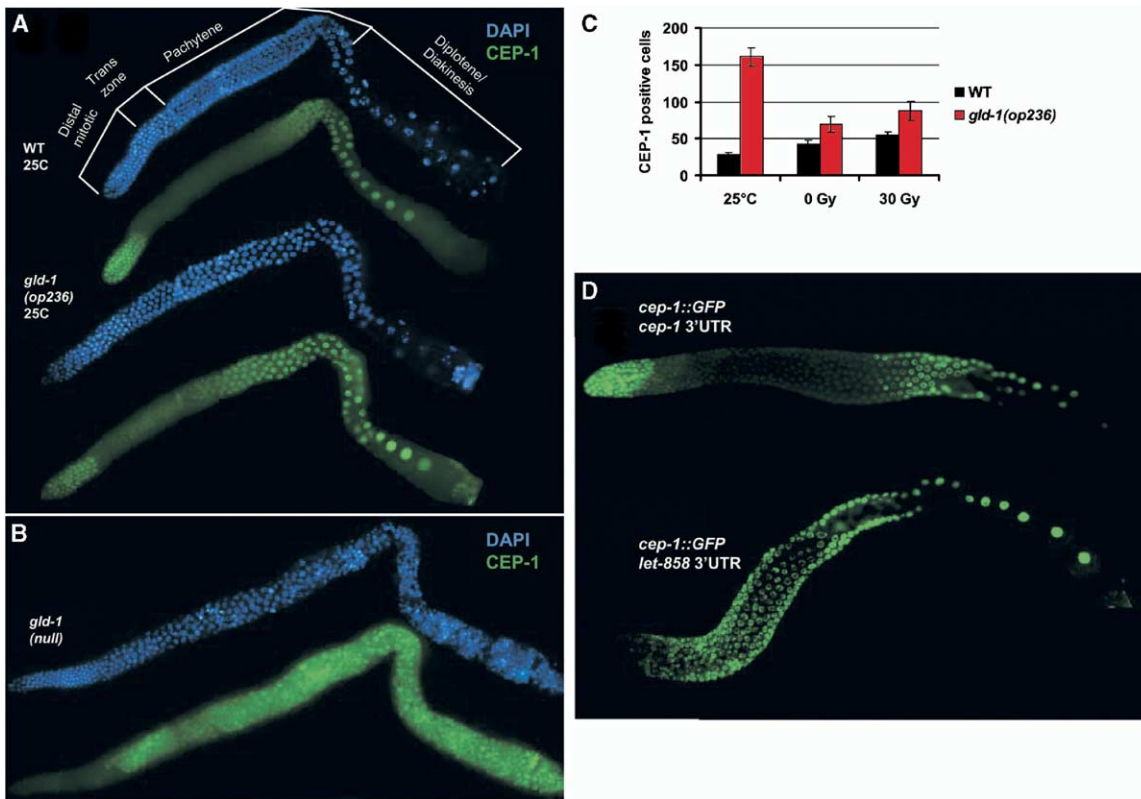 A
DAPI
CEP-1
Pachytene
Trans
zone
Distal
mitotic
Diplotene/
Diakinesis
WT
25C
gld-1
(op236)
25C
B
DAPI
CEP-1
gld-1
(null)
C
CEP-1 positive cells
200
150
100
50
0
25°C
0 Gy
30 Gy
WT
gld-1(op236)
D
cep-1::GFP
cep-1 3'UTR
cep-1::GFP
let-858 3'UTR